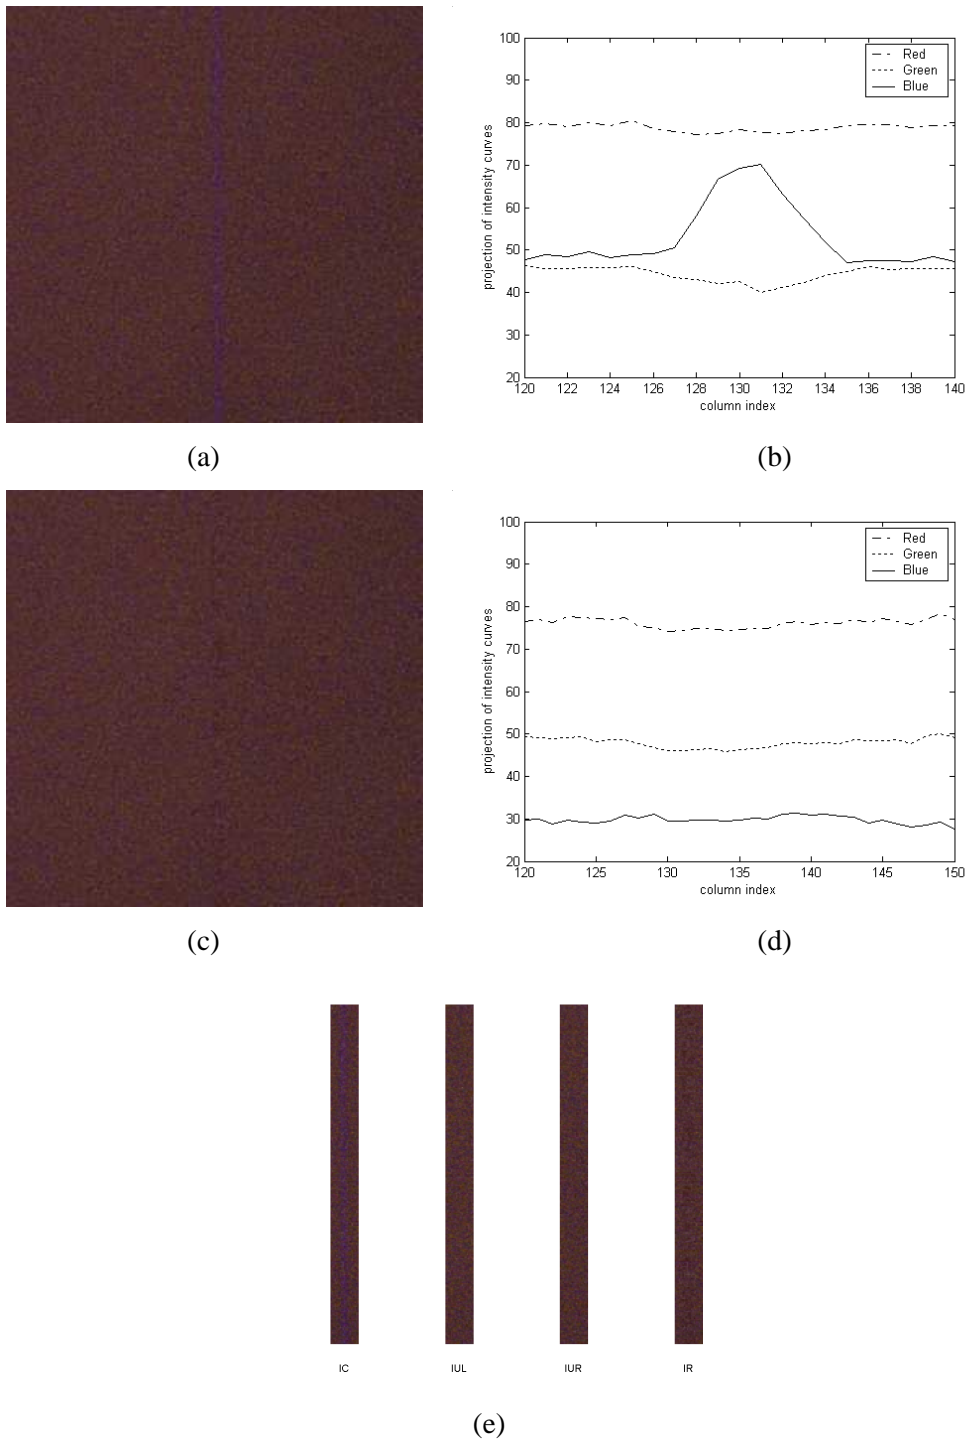 100
90
80
70
60
50
40
30
20
120 122 124 126 128 130 132 134 136 138 140
projection of intensity curves
column index
Red
Green
Blue
(a) (b)
100
90
80
70
60
50
40
30
20
120 125 130 135 140 145 150
projection of intensity curves
column index
Red
Green
Blue
(c) (d)
IC IUL IUR IR
(e)